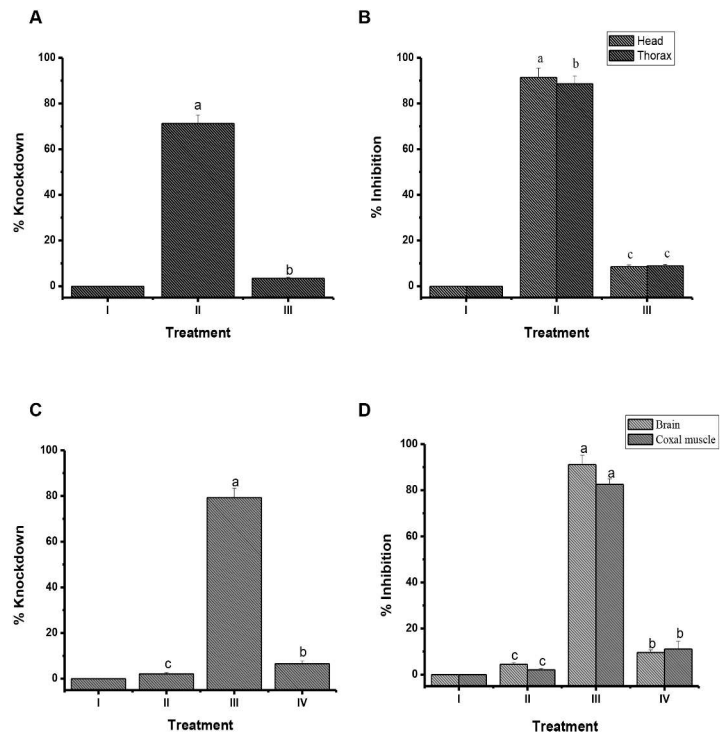 A
% Knockdown
100
80
60
40
20
0
a
b
I II III
Treatment
B
Head
Thorax
% Inhibition
100
80
60
40
20
0
a b
c c
I II III
Treatment
C
% Knockdown
100
80
60
40
20
0
c a b
I II III IV
Treatment
D
Brain
Coxal muscle
% Inhibition
100
80
60
40
20
0
c c a a b b
I II III IV
Treatment